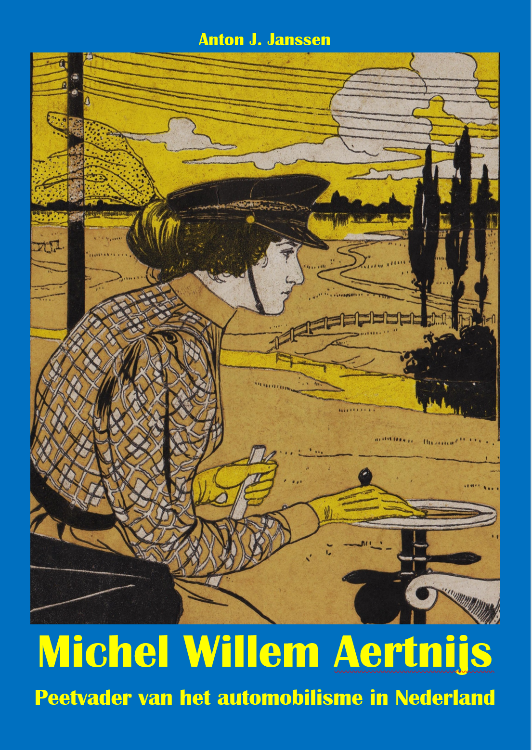 Anton J. Janssen
Michel Willem Aertnijs
Peetvader van het automobilisme in Nederland